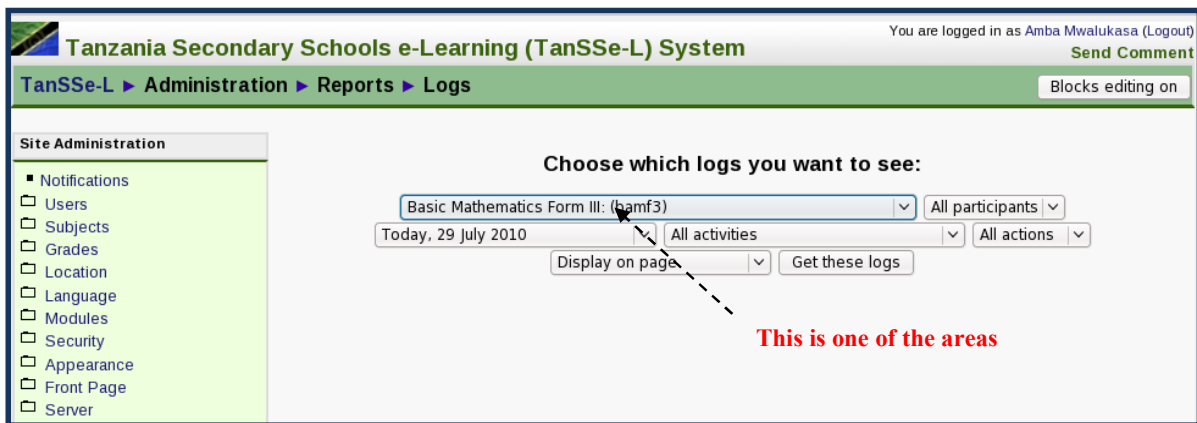 You are logged in as Amba Mwalukasa (Logout)
Tanzania Secondary Schools e-Learning (TanSSe-L) System
Send Comment
TanSSe-L ► Administration ► Reports ► Logs
Blocks editing on
Site Administration
Notifications
Users
Subjects
Grades
Location
Language
Modules
Security
Appearance
Front Page
Server
Choose which logs you want to see:
Basic Mathematics Form III: (bamf3) All participants
Today, 29 July 2010 All activities All actions
Display on page Get these logs
This is one of the areas